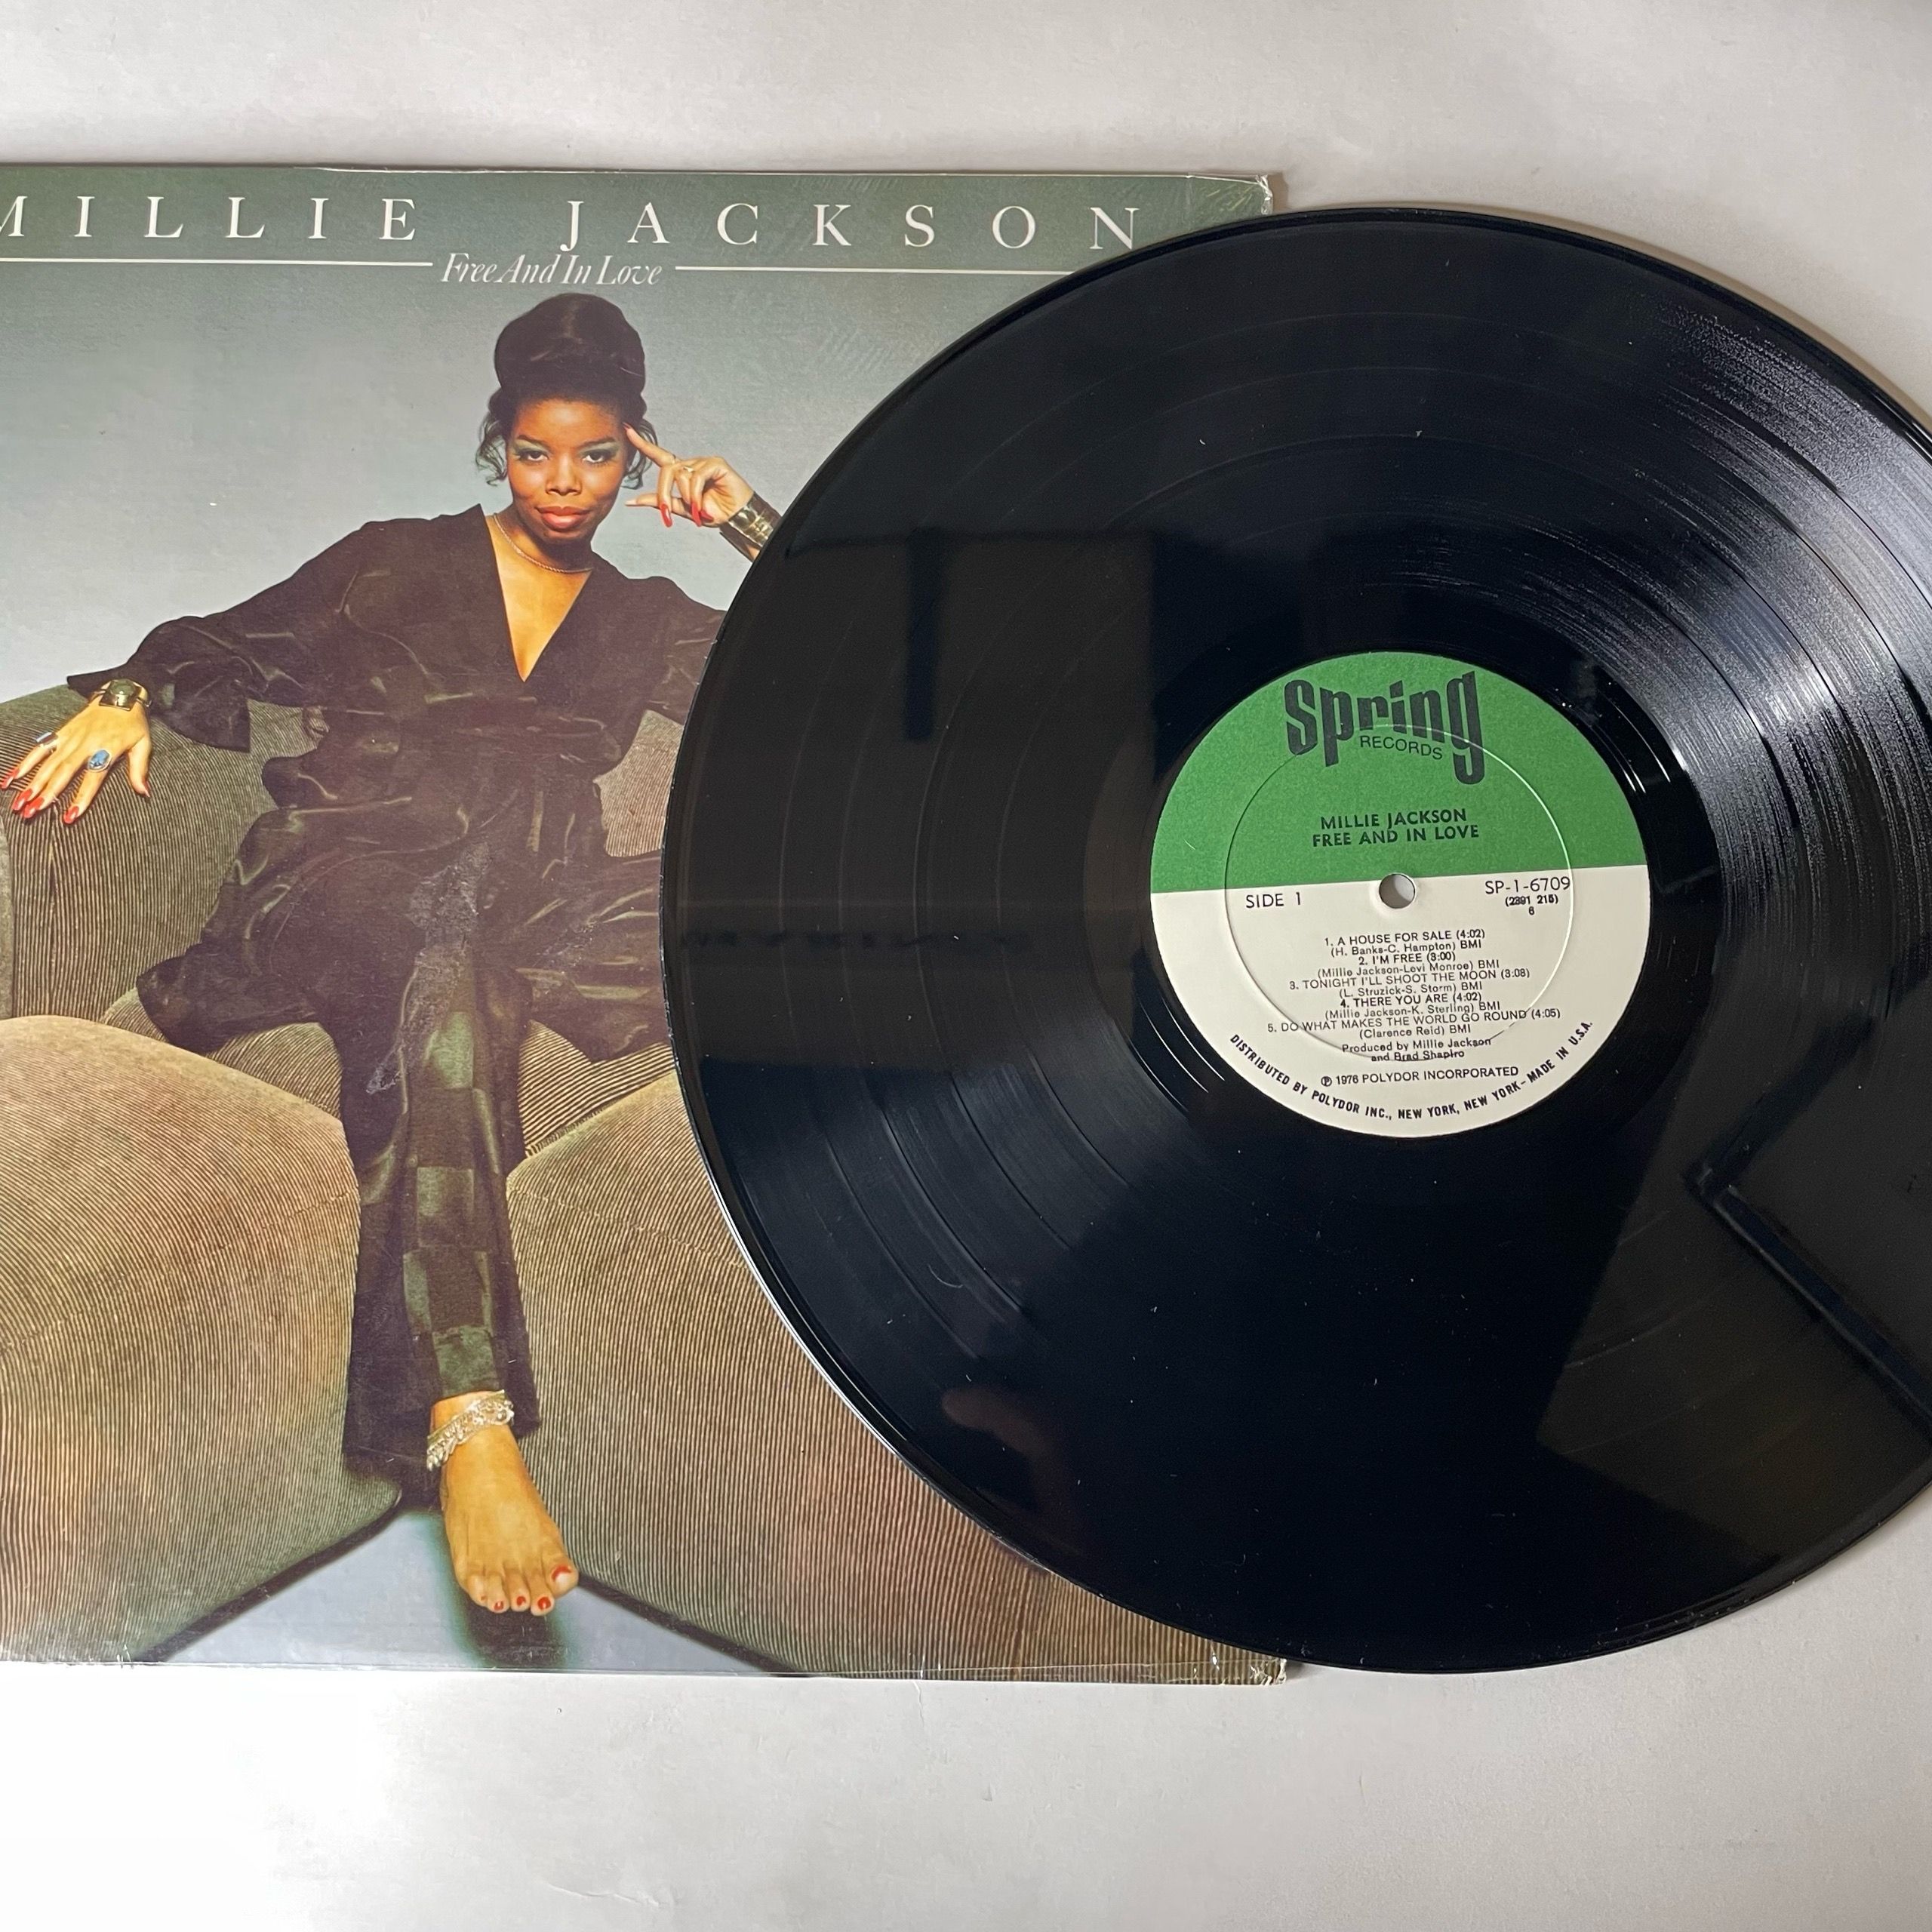 MILLIE JACKSON
Free And In Love
Spring
RECORDS
MILLIE JACKSON
FREE AND IN LOVE
SIDE 1
SP-1-6709
(2391 215)
6
1. A HOUSE FOR SALE (4:02)
(H. Banks-C. Hampton) BMI
2. I'M FREE (3:00)
(Millie Jackson-Levi Monroe) BMI
3. TONIGHT I'LL SHOOT THE MOON (3:08)
(L. Struzick-S. Storm) BMI
4. THERE YOU ARE (4:02)
(Millie Jackson-K. Sterling) BMI
5. DO WHAT MAKES THE WORLD GO ROUND (4:05)
(Clarence Reid) BMI
Produced by Millie Jackson
and Brad Shapiro
℗ 1976 POLYDOR INCORPORATED
DISTRIBUTED BY POLYDOR INC., NEW YORK, NEW YORK-MADE IN U.S.A.